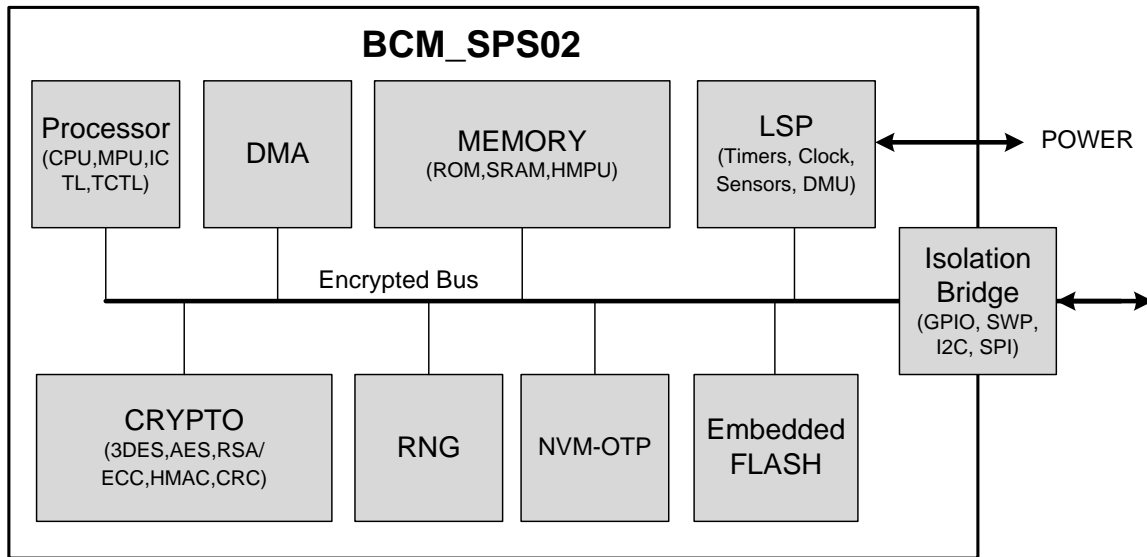 BCM_SPS02
Processor
(CPU,MPU,IC
TL,TCTL)
DMA
MEMORY
(ROM,SRAM,HMPU)
LSP
(Timers, Clock,
Sensors, DMU)
POWER
Encrypted Bus
Isolation
Bridge
(GPIO, SWP,
I2C, SPI)
CRYPTO
(3DES,AES,RSA/
ECC,HMAC,CRC)
RNG
NVM-OTP
Embedded
FLASH